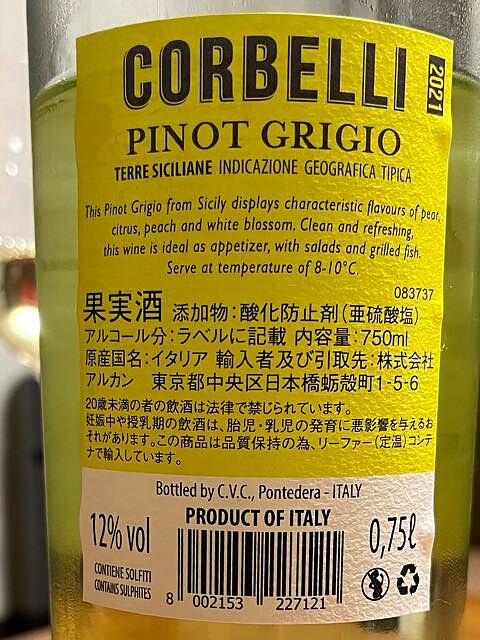 CORBELLI
2021
PINOT GRIGIO
TERRE SICILIANE INDICAZIONE GEOGRAFICA TIPICA
This Pinot Grigio from Sicily displays characteristic flavours of pear,
citrus, peach and white blossom. Clean and refreshing,
this wine is ideal as appetizer, with salads and grilled fish.
Serve at temperature of 8-10°C.
083737
果実酒 添加物:酸化防止剤(亜硫酸塩)
アルコール分:ラベルに記載 内容量:750ml
原産国名:イタリア 輸入者及び引取先:株式会社
アルカン 東京都中央区日本橋蛎殻町1-5-6
20歳未満の者の飲酒は法律で禁じられています。
妊娠中や授乳期の飲酒は、胎児・乳児の発育に悪影響を与えるお
それがあります。この商品は品質保持の為、リーファー(定温)コンテ
ナで輸入しています。
Bottled by C.V.C., Pontedera - ITALY
PRODUCT OF ITALY
12% vol
0,75ℓ
CONTIENE SOLFITI
CONTAINS SULPHITES
8 002153 227121